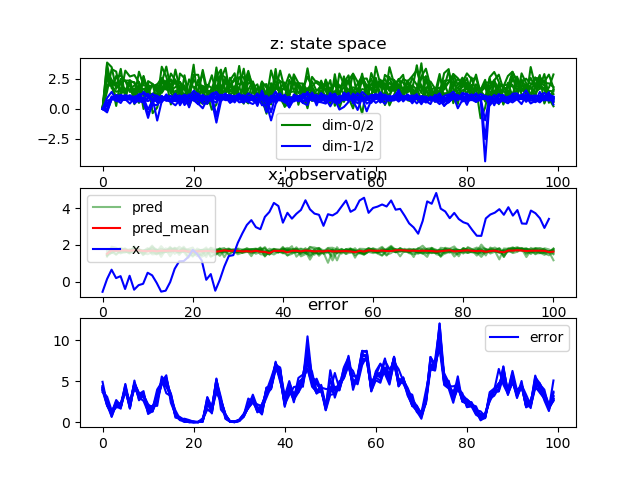 z: state space
2.5
0.0
−2.5
dim-0/2
dim-1/2
0 20 40 60 80 100
x: observation
4
2
0
pred
pred_mean
x
0 20 40 60 80 100
error
10
5
0
error
0 20 40 60 80 100